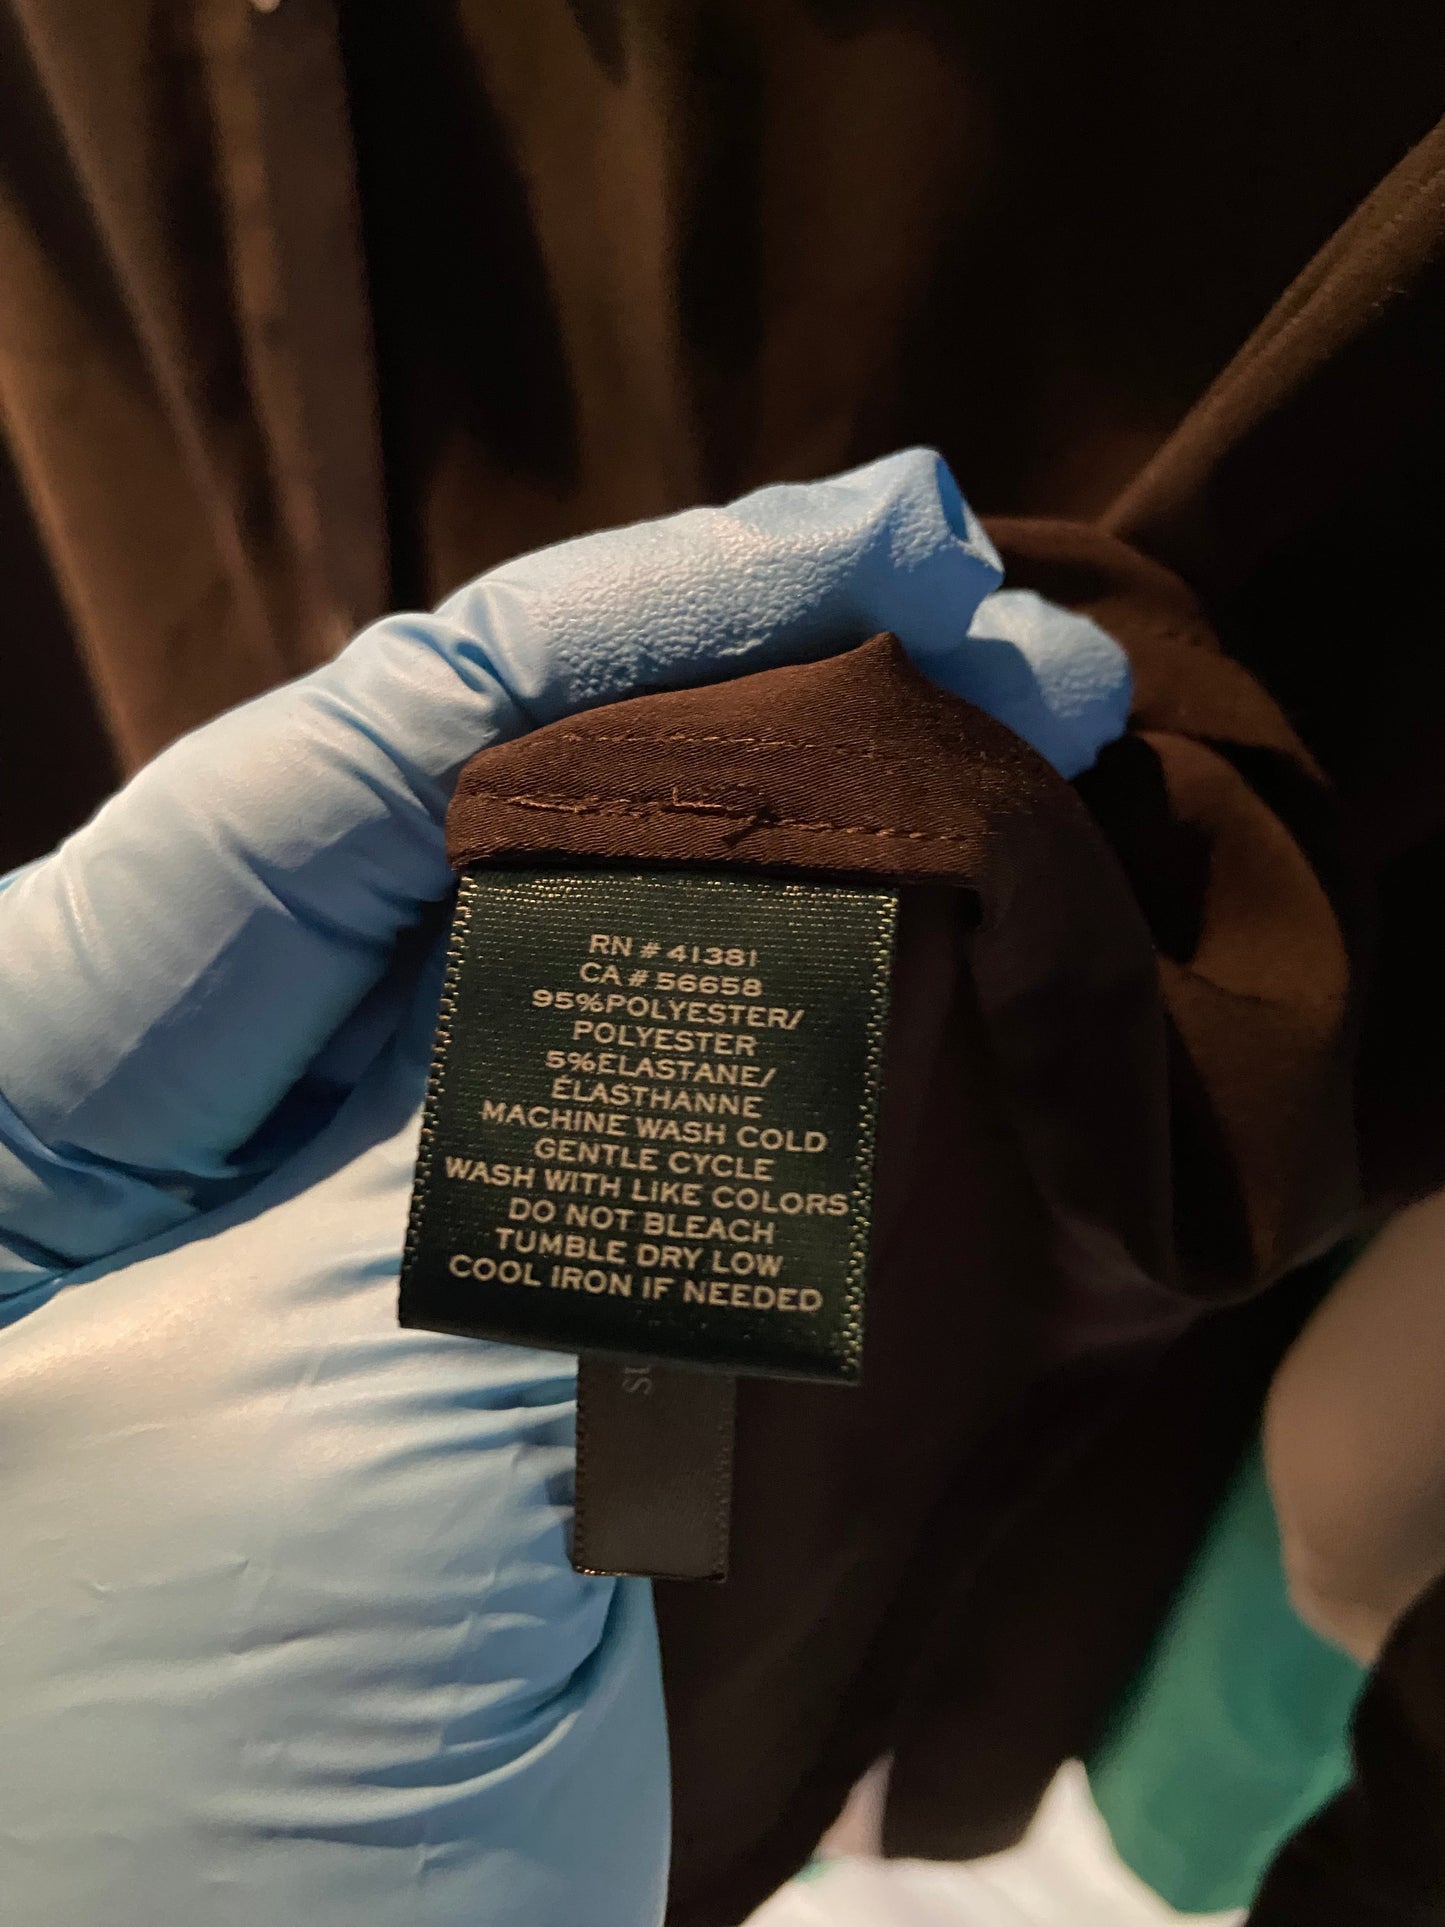 RN # 41381
CA # 56658
95%POLYESTER/
POLYESTER
5%ELASTANE/
ÉLASTHANNE
MACHINE WASH COLD
GENTLE CYCLE
WASH WITH LIKE COLORS
DO NOT BLEACH
TUMBLE DRY LOW
COOL IRON IF NEEDED